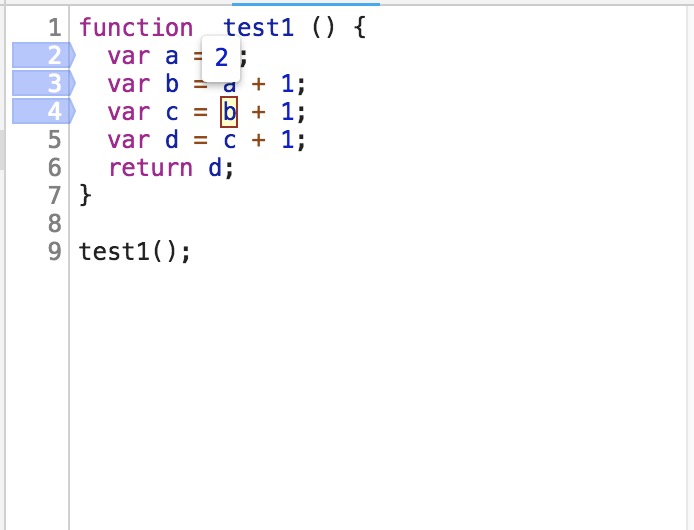 1 function  test1 () {
2 var a = ;
2
3 var b = a + 1;
4 var c = b + 1;
5 var d = c + 1;
6 return d;
7 }
8
9 test1();